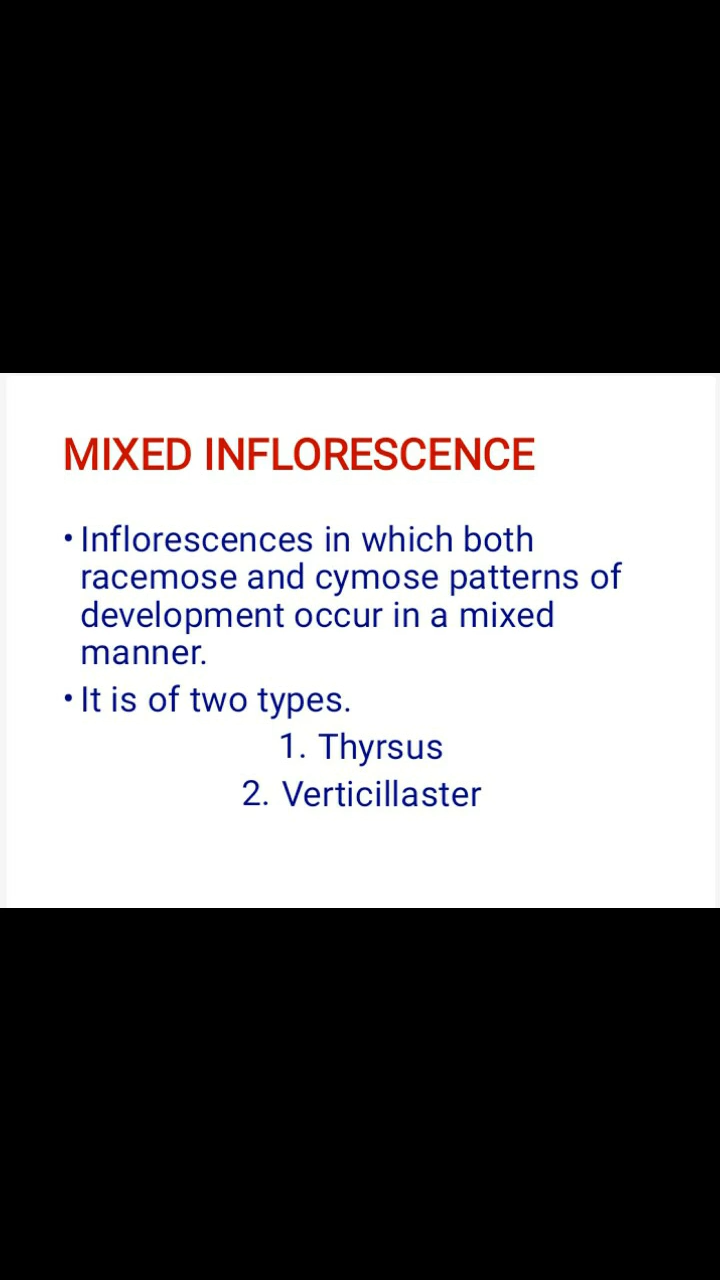 MIXED INFLORESCENCE
• Inflorescences in which both
racemose and cymose patterns of
development occur in a mixed
manner.
• It is of two types.
1. Thyrsus
2. Verticillaster